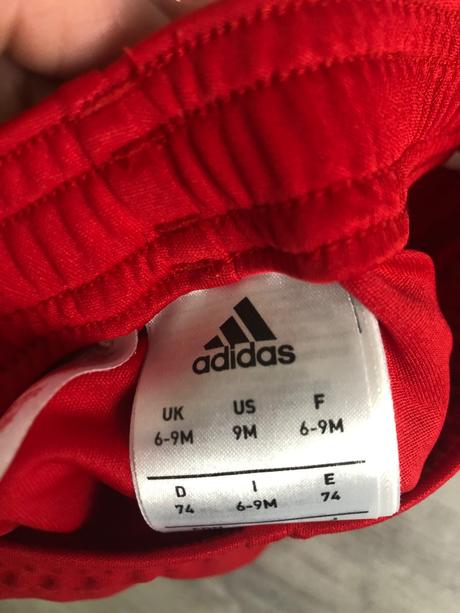 adidas
UK US F
6-9M 9M 6-9M
D I E
74 6-9M 74